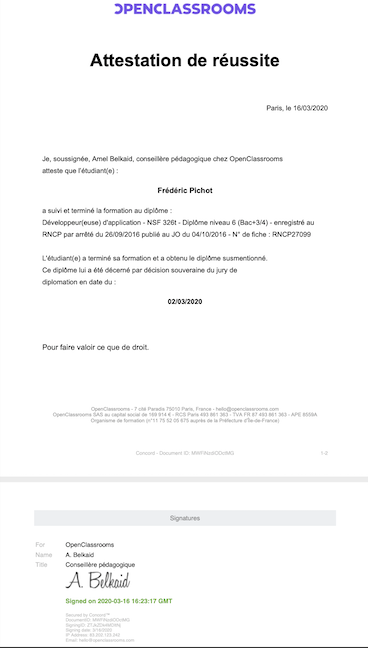 OPENCLASSROOMS
Attestation de réussite
Paris, le 16/03/2020
Je, soussignée, Amel Belkaid, conseillère pédagogique chez OpenClassrooms
atteste que l'étudiant(e) :
Frédéric Pichot
a suivi et terminé la formation au diplôme :
Développeur(euse) d'application - NSF 326t - Diplôme niveau 6 (Bac+3/4) - enregistré au
RNCP par arrêté du 26/09/2016 publié au JO du 04/10/2016 - N° de fiche : RNCP27099
L'étudiant(e) a terminé sa formation et a obtenu le diplôme susmentionné.
Ce diplôme lui a été décerné par décision souveraine du jury de
diplomation en date du :
02/03/2020
Pour faire valoir ce que de droit.
OpenClassrooms - 7 cité Paradis 75010 Paris, France - hello@openclassrooms.com
OpenClassrooms SAS au capital social de 169 914 € - RCS Paris 493 861 363 - TVA FR 87 493 861 363 - APE 8559A
Organisme de formation (n°11 75 52 05 675 auprès de la Préfecture d'Île-de-France)
Concord - Document ID:
Signatures
For OpenClassrooms
Name A. Belkaid
Title Conseillère pédagogique
A. Belkaid
Signed on 2020-03-16 16:23:17 GMT
Secured by Concord™
DocumentID:
SigningID:
Signing date: 3/16/2020
IP Address:
Email: hello@openclassrooms.com